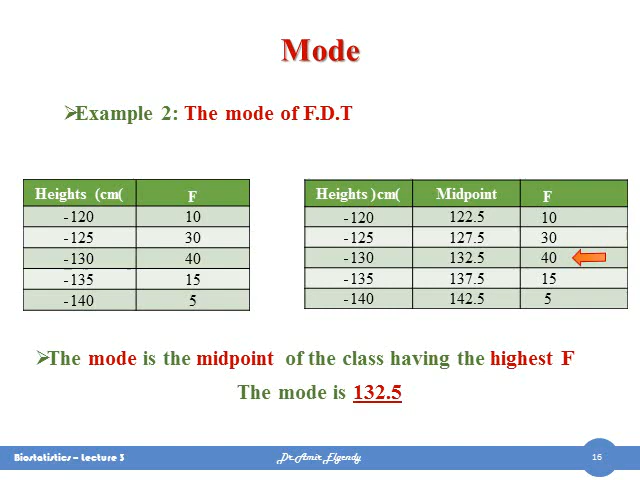 Mode
➢Example 2: The mode of F.D.T
Heights (cm( F
-120 10
-125 30
-130 40
-135 15
-140 5
Heights )cm( Midpoint F
-120 122.5 10
-125 127.5 30
-130 132.5 40
-135 137.5 15
-140 142.5 5
➢The mode is the midpoint of the class having the highest F
The mode is 132.5
Biostatistics – Lecture 3 Dr.Amir Elgendy 16